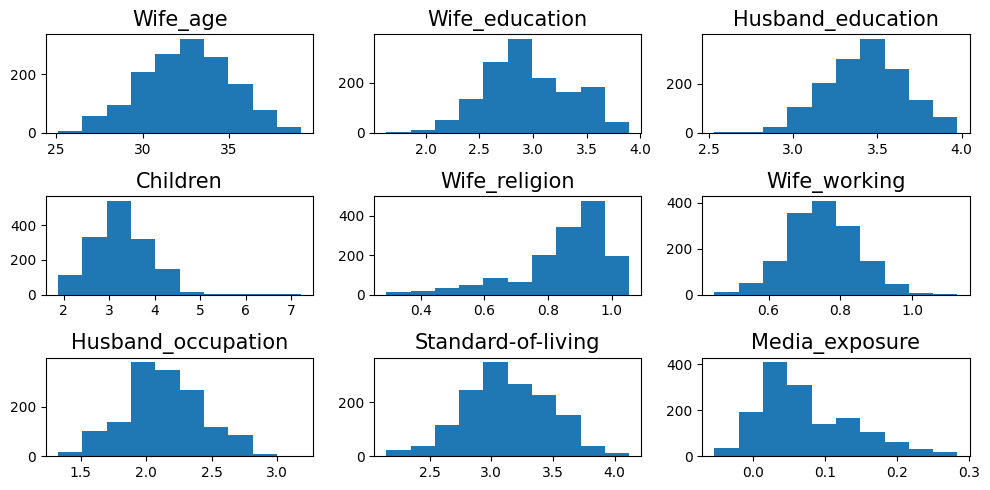 Wife_age Wife_education Husband_education
200
0
25 30 35
200
0
2.0 2.5 3.0 3.5 4.0
200
0
2.5 3.0 3.5 4.0
Children Wife_religion Wife_working
400
200
0
2 3 4 5 6 7
400
200
0
0.4 0.6 0.8 1.0
400
200
0
0.6 0.8 1.0
Husband_occupation Standard-of-living Media_exposure
200
0
1.5 2.0 2.5 3.0
200
0
2.5 3.0 3.5 4.0
400
200
0
0.0 0.1 0.2 0.3